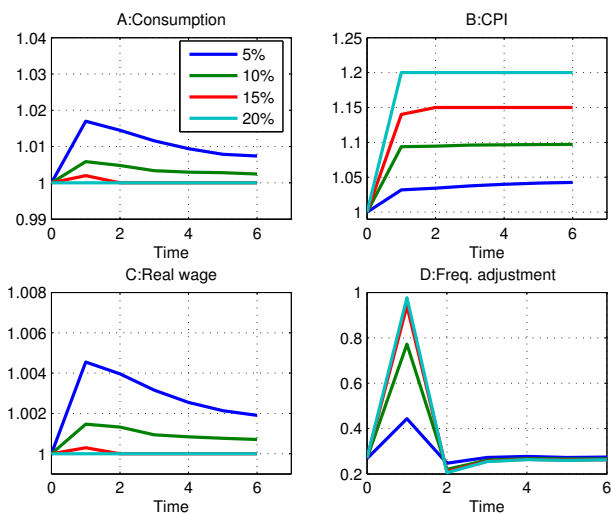 A:Consumption
1.04
1.03
1.02
1.01
1
0.99
0 2 4 6
Time
5%
10%
15%
20%
B:CPI
1.25
1.2
1.15
1.1
1.05
1
0 2 4 6
Time
C:Real wage
1.008
1.006
1.004
1.002
1
0 2 4 6
Time
D:Freq. adjustment
1
0.8
0.6
0.4
0.2
0 2 4 6
Time